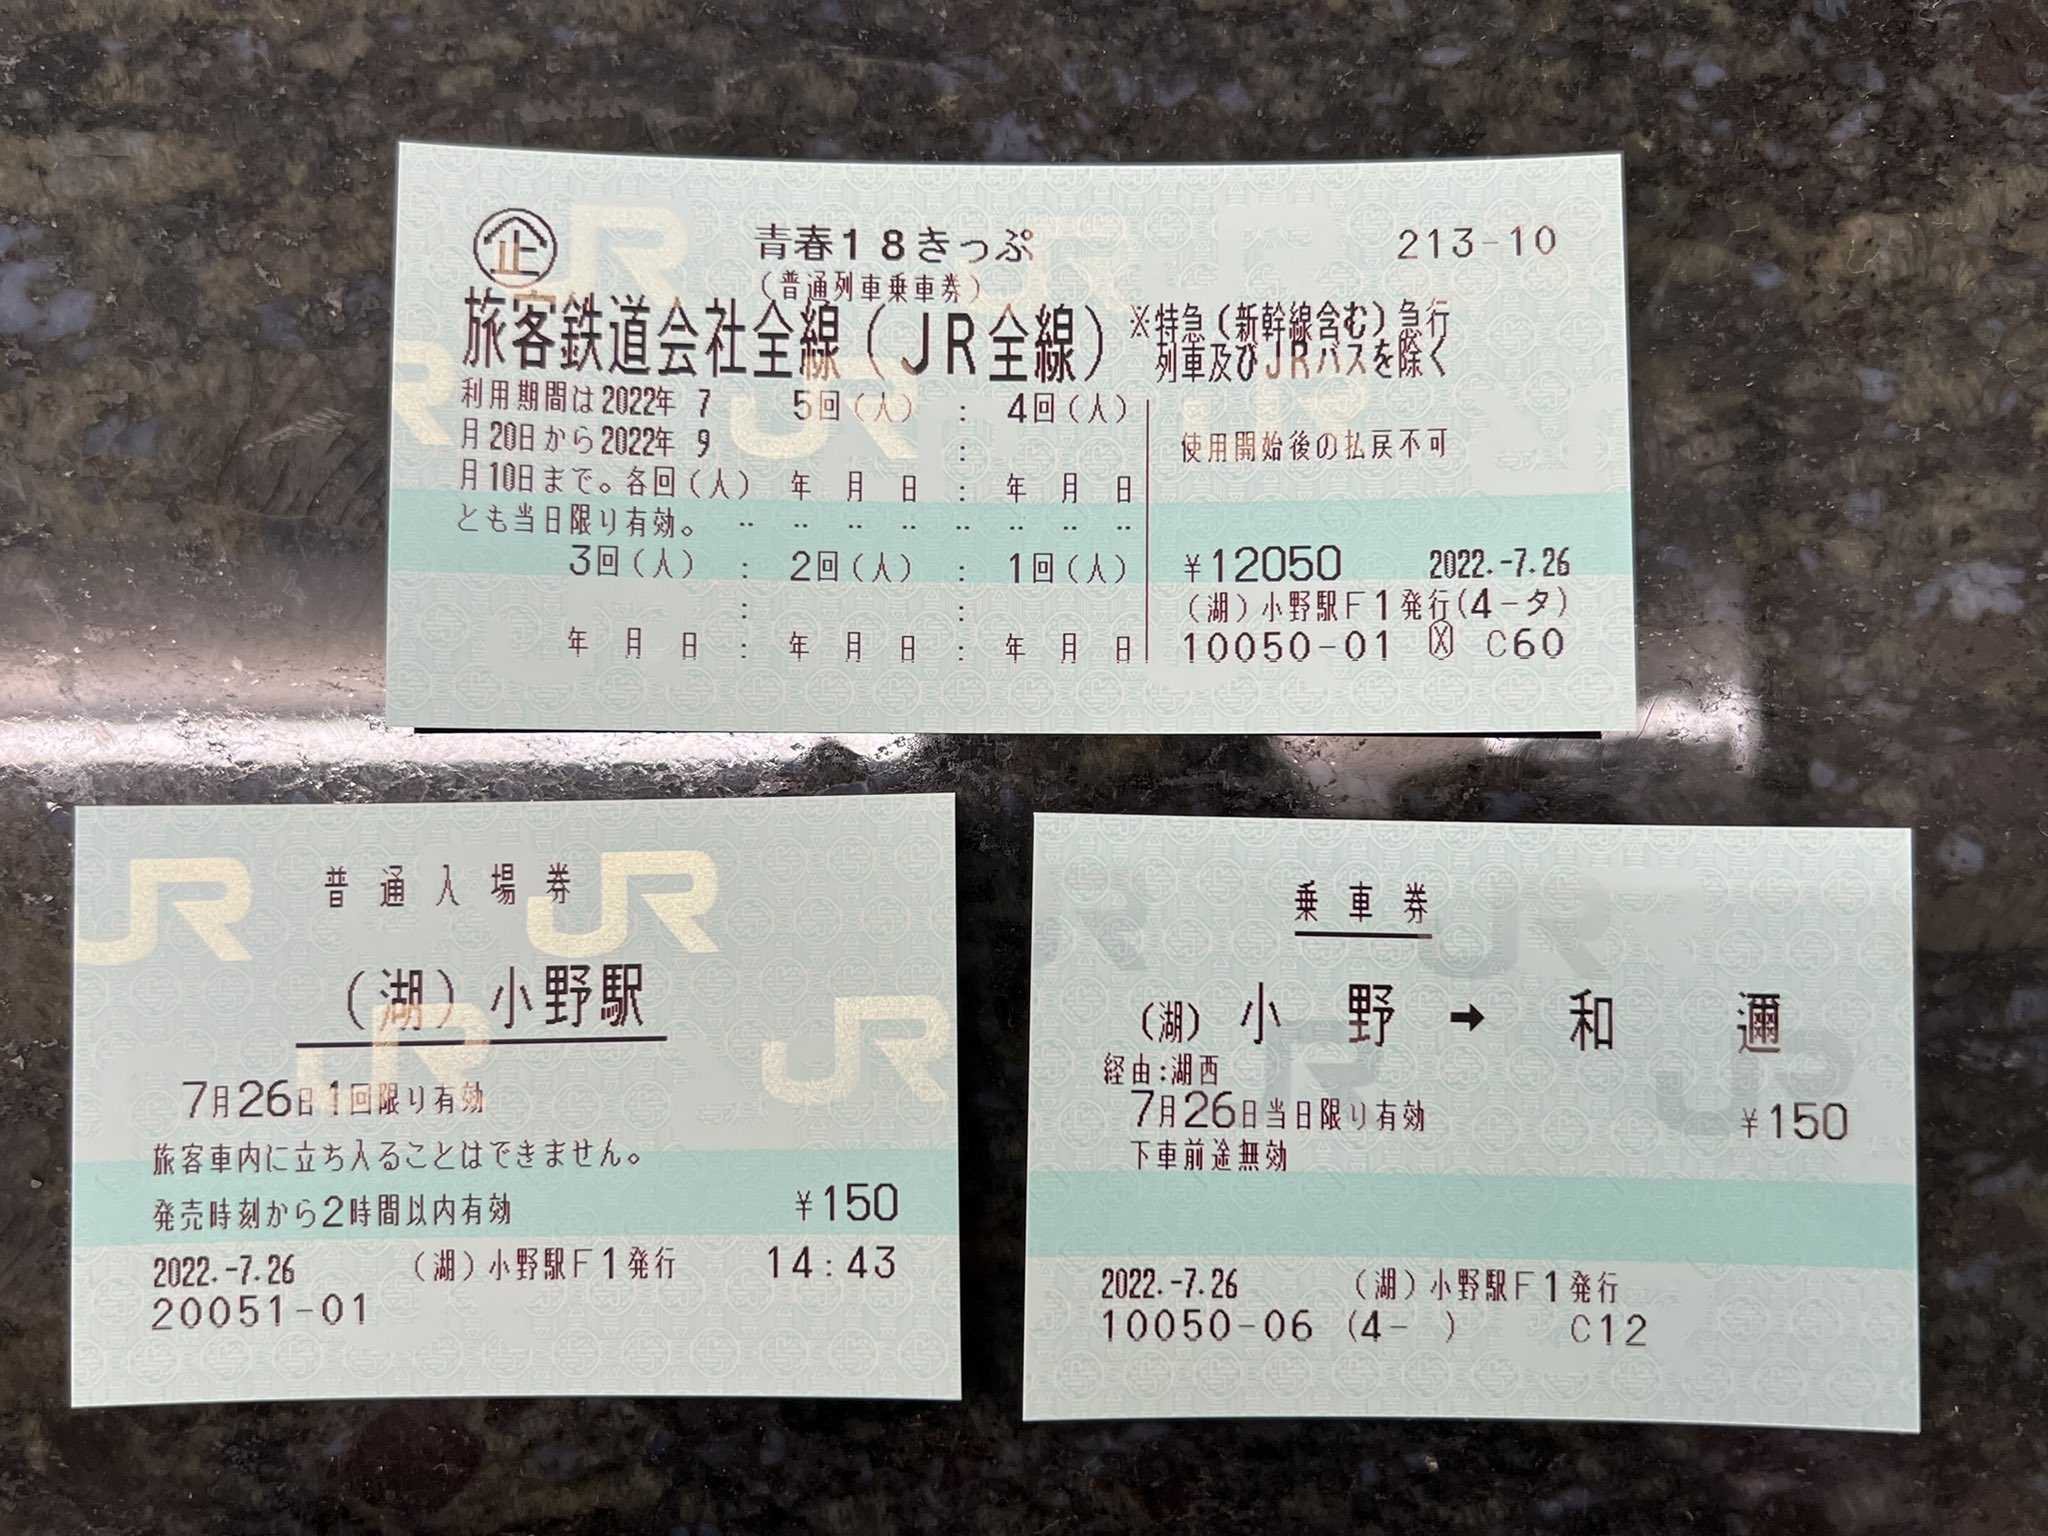 企
青春18きっぷ
213-10
(普通列車乗車券)
旅客鉄道会社全線(JR全線)
※特急(新幹線含む)急行
列車及びJRバスを除く
利用期間は2022年 7
月20日から2022年 9
月10日まで。各回(人)
とも当日限り有効。
5回(人) : 4回(人)
:
年 月 日 : 年 月 日
‥ ‥ ‥ ‥ ‥ ‥ ‥ ‥
3回(人) : 2回(人) : 1回(人)
: :
年 月 日 : 年 月 日 : 年 月 日
使用開始後の払戻不可
¥12050 2022.-7.26
(湖)小野駅F1発行(4-タ)
10050-01 Ⓧ C60
普通入場券
(湖)小野駅
7月26日1回限り有効
旅客車内に立ち入ることはできません。
発売時刻から2時間以内有効 ¥150
2022.-7.26 (湖)小野駅F1発行 14:43
20051-01
乗車券
(湖) 小野 → 和邇
経由:湖西
7月26日当日限り有効 ¥150
下車前途無効
2022.-7.26 (湖)小野駅F1発行
10050-06 (4- ) C12